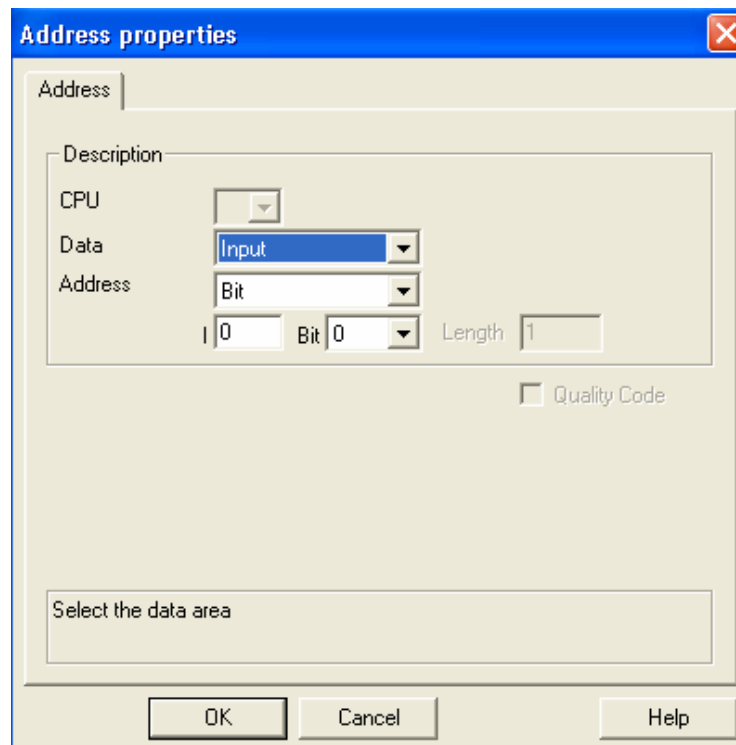 Address properties
Address
Description
CPU
Data Input
Address Bit
I 0 Bit 0 Length 1
Quality Code
Select the data area
OK Cancel Help